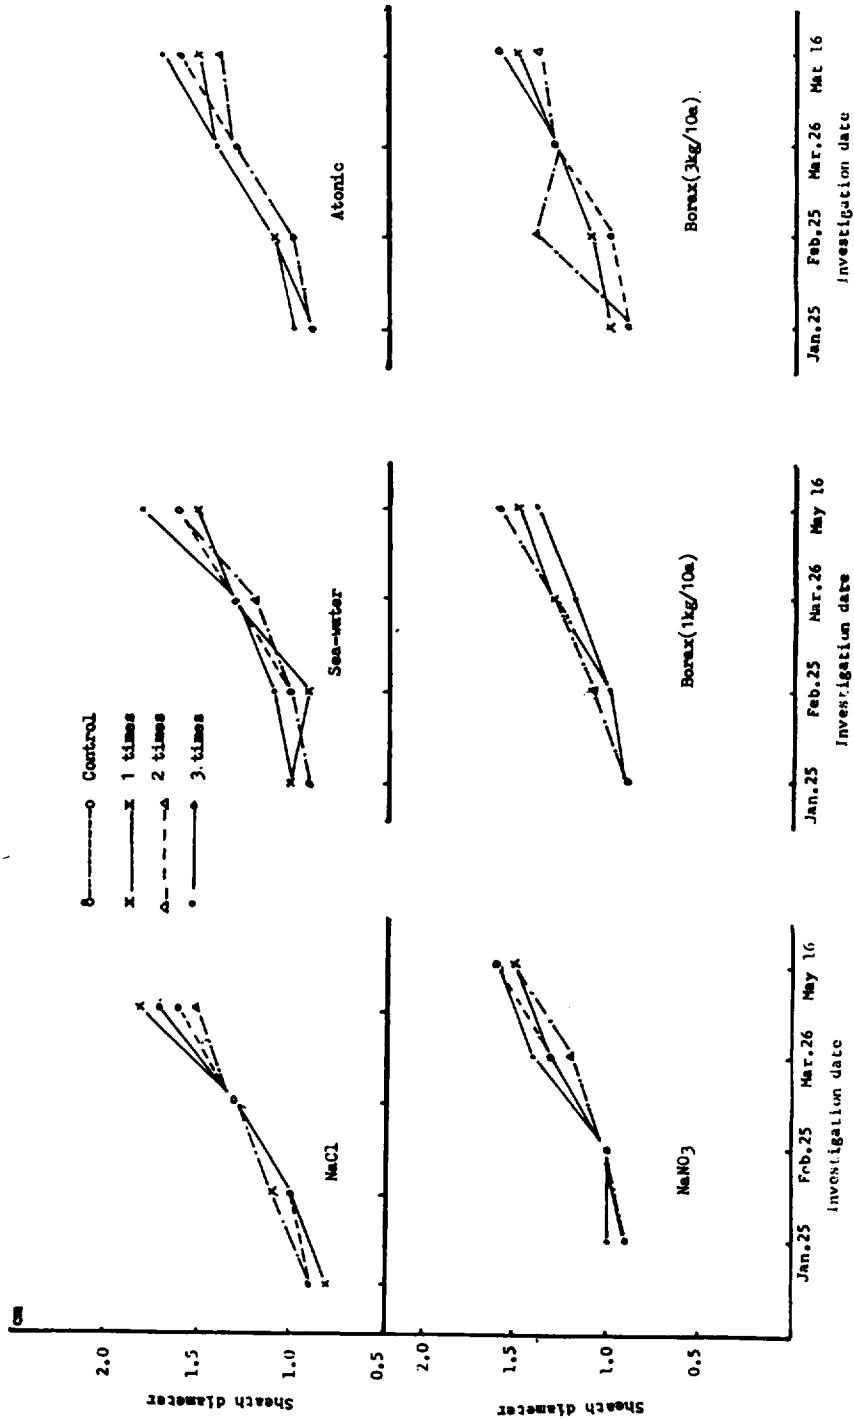 cm
2.0
1.5
1.0
0.5
Sheath diameter
NaCl
Control
1 times
2 times
3.times
Sea-water
Atonic
2.0
1.5
1.0
Sheath diameter
NaNO3
Borax(1kg/10a)
Borax(3kg/10a)
Jan.25 Feb.25 Mar.26 May 16
Investigation date
Jan.25 Feb.25 Mar.26 May 16
Investigation date
Jan.25 Feb.25 Mar.26 Mat 16
Investigation date